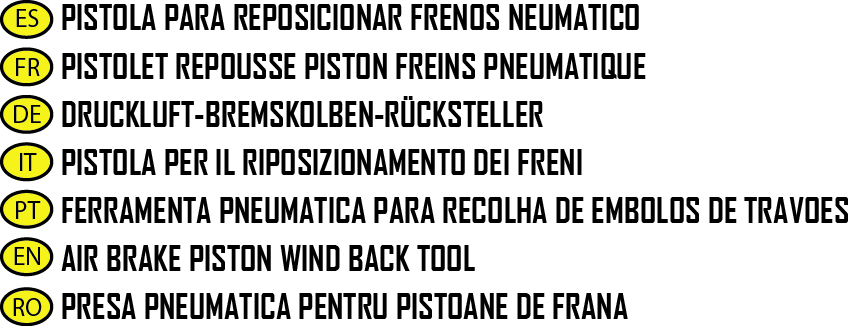 ES PISTOLA PARA REPOSICIONAR FRENOS NEUMATICO
FR PISTOLET REPOUSSE PISTON FREINS PNEUMATIQUE
DE DRUCKLUFT-BREMSKOLBEN-RÜCKSTELLER
IT PISTOLA PER IL RIPOSIZIONAMENTO DEI FRENI
PT FERRAMENTA PNEUMATICA PARA RECOLHA DE EMBOLOS DE TRAVOES
EN AIR BRAKE PISTON WIND BACK TOOL
RO PRESA PNEUMATICA PENTRU PISTOANE DE FRANA